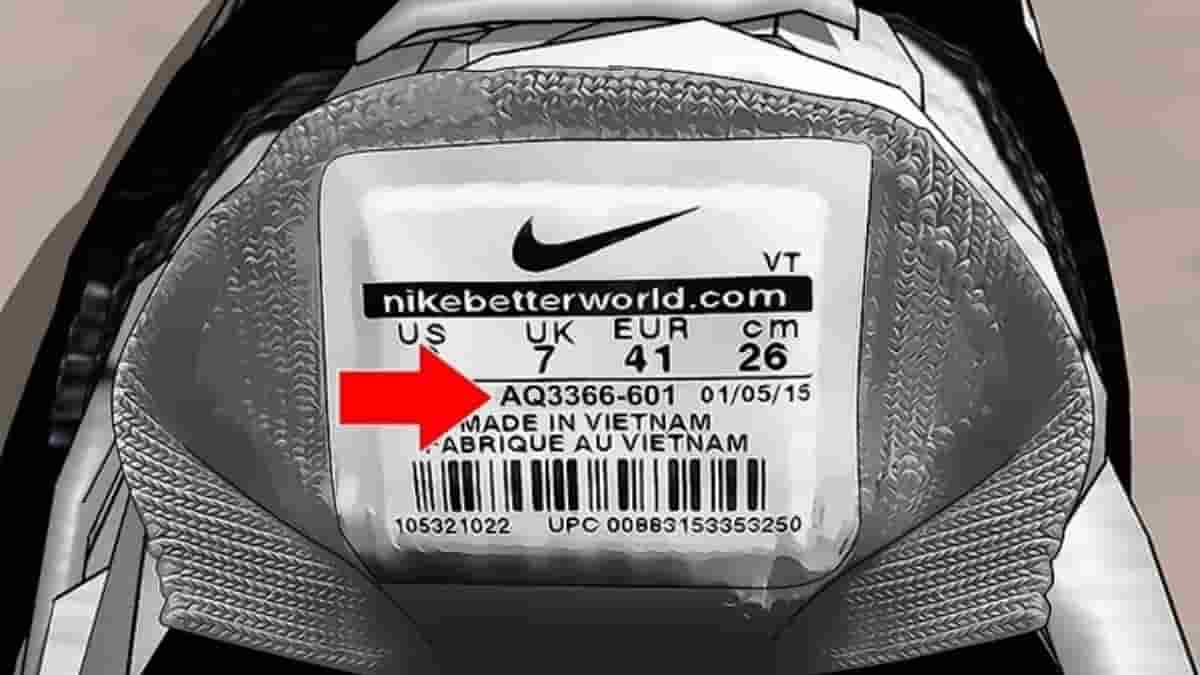 VT
nikebetterworld.com
US UK EUR cm
7 41 26
AQ3366-601 01/05/15
MADE IN VIETNAM
FABRIQUE AU VIETNAM
105321022 UPC 00883153353250